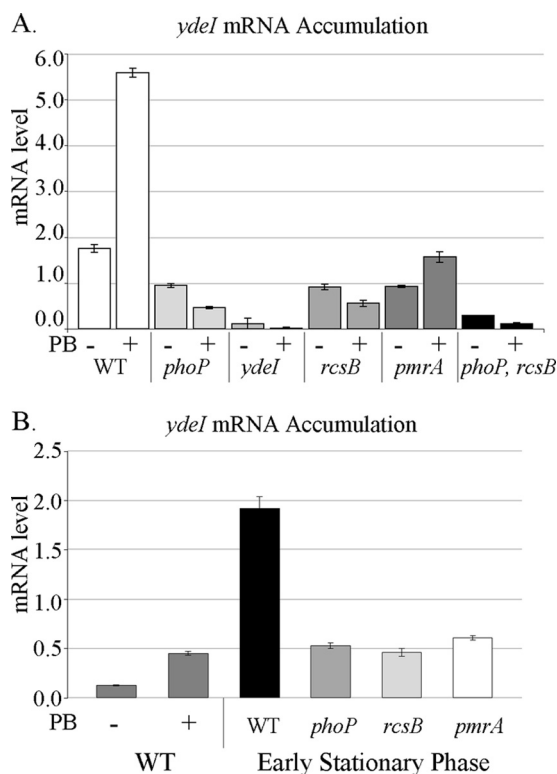 A.
ydeI mRNA Accumulation
mRNA level
6.0
5.0
4.0
3.0
2.0
1.0
0.0
PB - + - + - + - + - + - +
WT phoP ydeI rcsB pmrA phoP, rcsB
B.
ydeI mRNA Accumulation
mRNA level
2.5
2.0
1.5
1.0
0.5
0.0
PB - + WT phoP rcsB pmrA
WT Early Stationary Phase